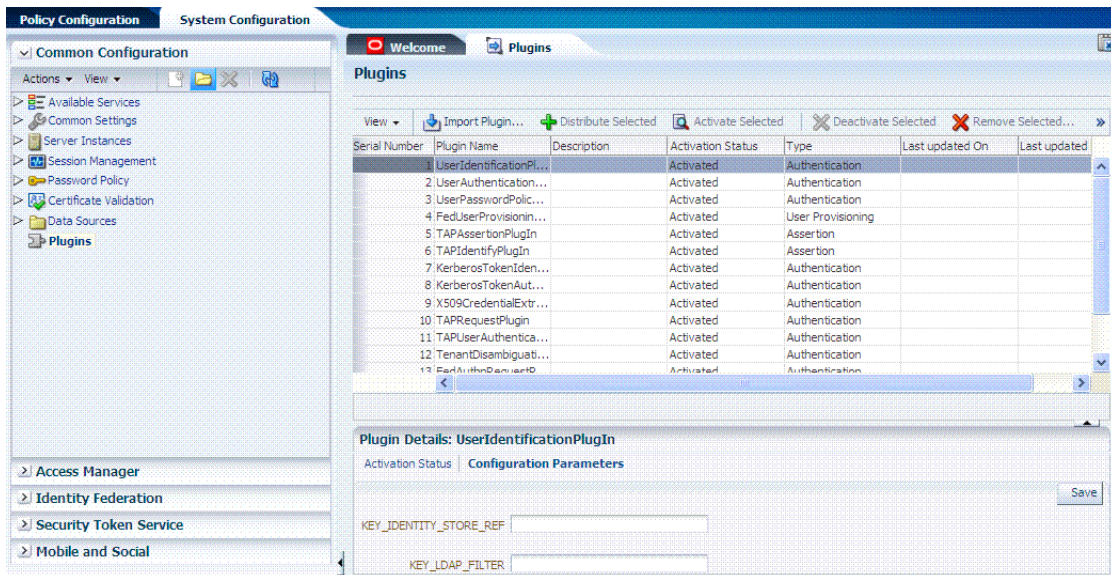 Policy Configuration System Configuration
Common Configuration
Actions View
Available Services
Common Settings
Server Instances
Session Management
Password Policy
Certificate Validation
Data Sources
Plugins
Access Manager
Identity Federation
Security Token Service
Mobile and Social
Welcome Plugins
Plugins
View Import Plugin... Distribute Selected Activate Selected Deactivate Selected Remove Selected... »
Serial Number Plugin Name Description Activation Status Type Last updated On Last updated
1 UserIdentificationPl... Activated Authentication
2 UserAuthentication... Activated Authentication
3 UserPasswordPolic... Activated Authentication
4 FedUserProvisionin... Activated User Provisioning
5 TAPAssertionPlugIn Activated Assertion
6 TAPIdentifyPlugIn Activated Assertion
7 KerberosTokenIden... Activated Authentication
8 KerberosTokenAut... Activated Authentication
9 X509CredentialExtr... Activated Authentication
10 TAPRequestPlugin Activated Authentication
11 TAPUserAuthentica... Activated Authentication
12 TenantDisambiguati... Activated Authentication
13 FedAuthnRequestP... Activated Authentication
Plugin Details: UserIdentificationPlugIn
Activation Status Configuration Parameters
Save
KEY_IDENTITY_STORE_REF
KEY_LDAP_FILTER